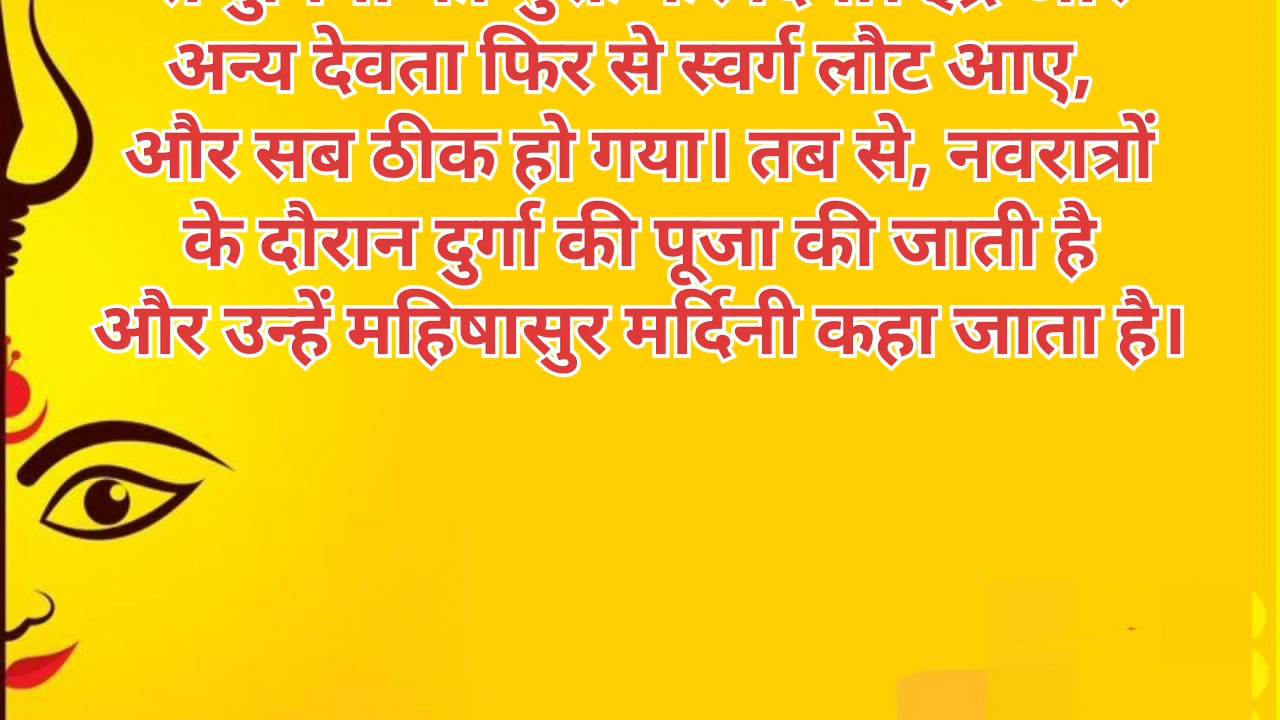 अन्य देवता फिर से स्वर्ग लौट आए,
और सब ठीक हो गया। तब से, नवरात्रों
के दौरान दुर्गा की पूजा की जाती है
और उन्हें महिषासुर मर्दिनी कहा जाता है।